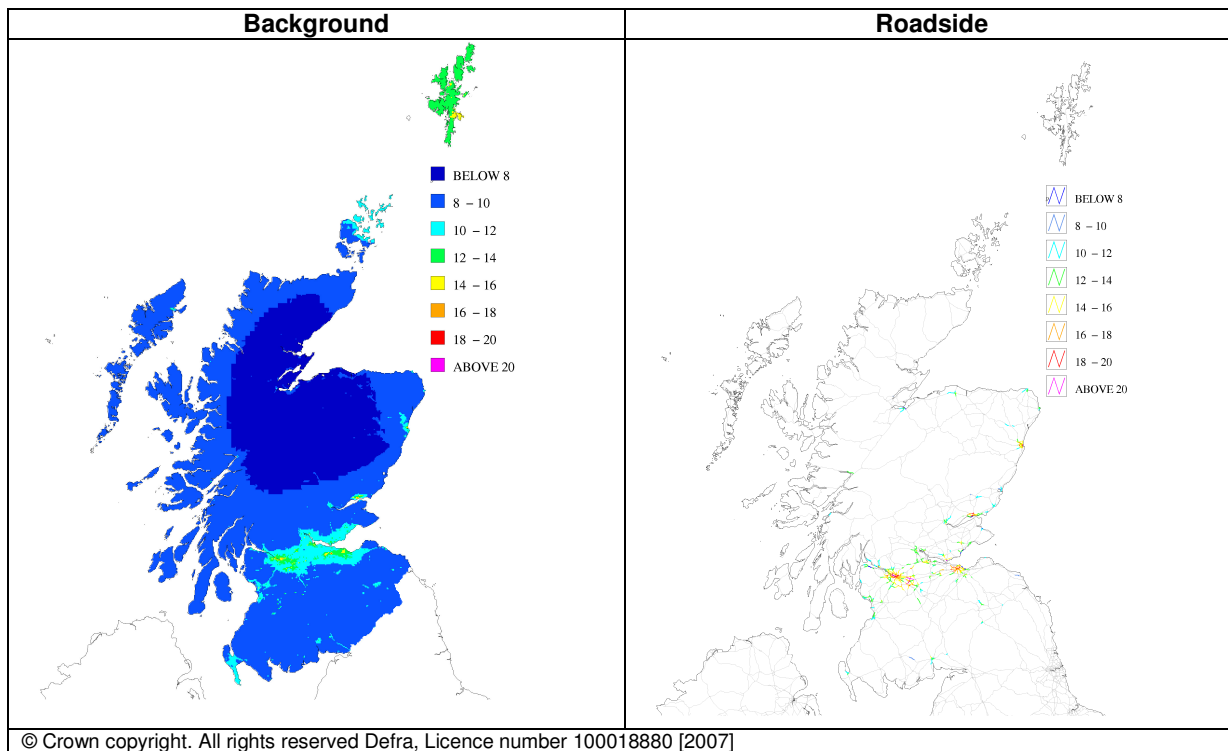 Background
Roadside
BELOW 8
8 - 10
10 - 12
12 - 14
14 - 16
16 - 18
18 - 20
ABOVE 20
BELOW 8
8 - 10
10 - 12
12 - 14
14 - 16
16 - 18
18 - 20
ABOVE 20
© Crown copyright. All rights reserved Defra, Licence number 100018880 [2007]